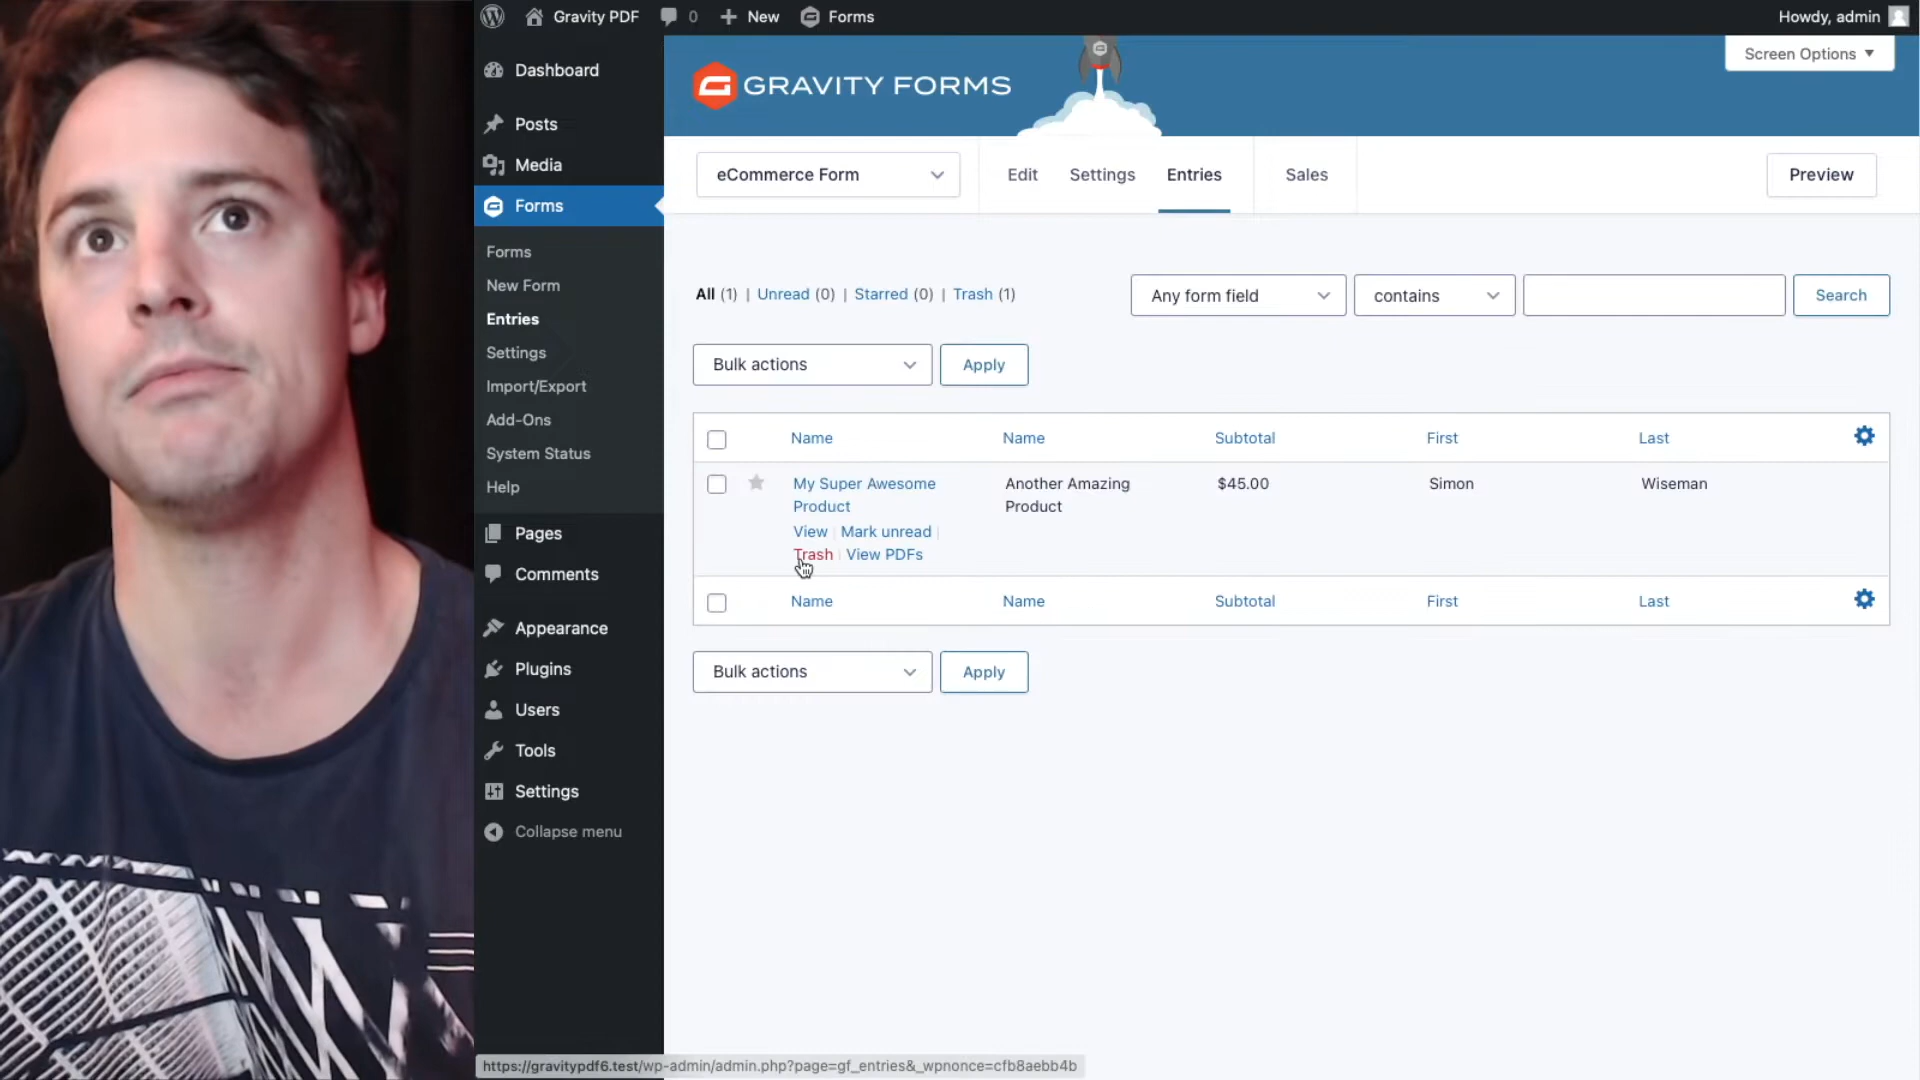 Gravity PDF 0 New Forms Howdy, admin
Screen Options
GRAVITY FORMS
Dashboard
Posts
Media
Forms
Forms
New Form
Entries
Settings
Import/Export
Add-Ons
System Status
Help
Pages
Comments
Appearance
Plugins
Users
Tools
Settings
Collapse menu
eCommerce Form Edit Settings Entries Sales Preview
All (1) | Unread (0) | Starred (0) | Trash (1) Any form field contains Search
Bulk actions Apply
Name Name Subtotal First Last
My Super Awesome Another Amazing $45.00 Simon Wiseman
Product Product
View | Mark unread |
Trash | View PDFs
Name Name Subtotal First Last
Bulk actions Apply
https://gravitypdf6.test/wp-admin/admin.php?page=gf_entries&_wpnonce=cfb8aebb4b